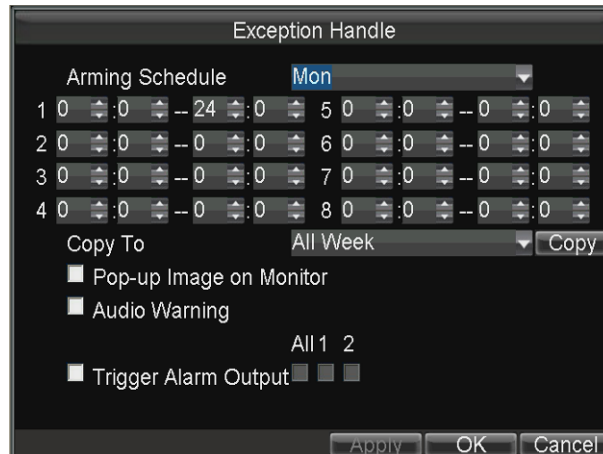 Exception Handle
Arming Schedule Mon
1 0 :0 -- 24 :0 5 0 :0 -- 0 :0
2 0 :0 -- 0 :0 6 0 :0 -- 0 :0
3 0 :0 -- 0 :0 7 0 :0 -- 0 :0
4 0 :0 -- 0 :0 8 0 :0 -- 0 :0
Copy To All Week Copy
Pop-up Image on Monitor
Audio Warning
All 1 2
Trigger Alarm Output
Apply OK Cancel